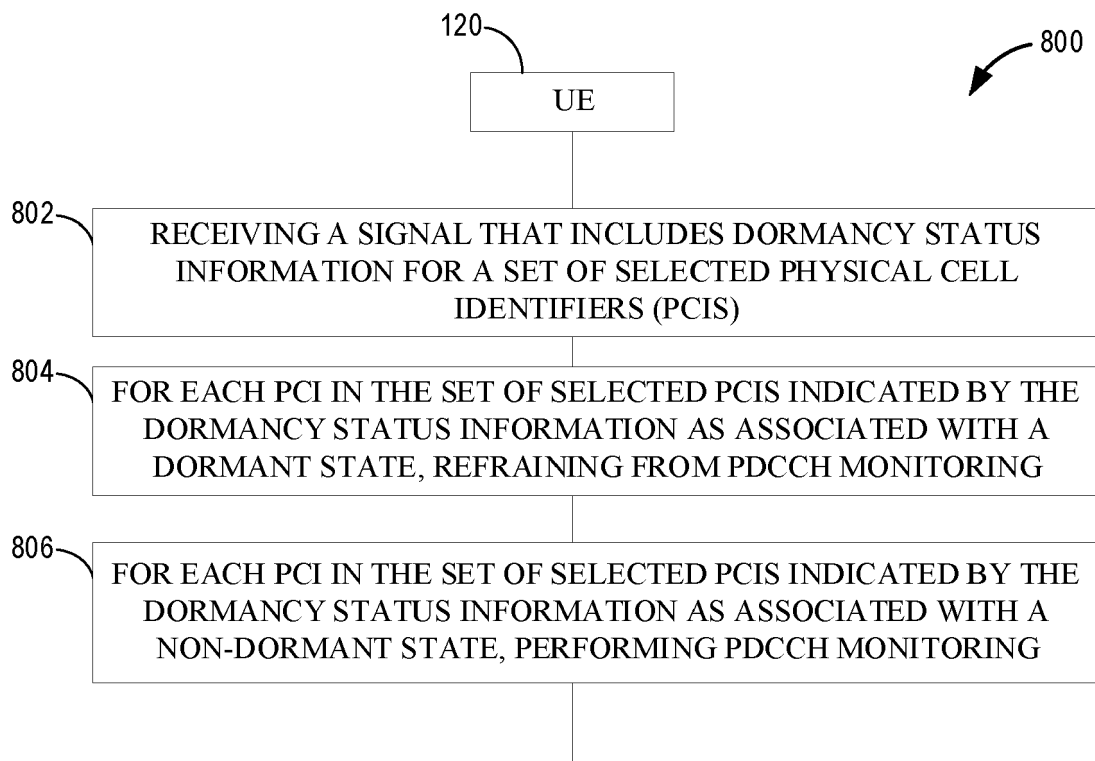 120
800
UE
802
RECEIVING A SIGNAL THAT INCLUDES DORMANCY STATUS
INFORMATION FOR A SET OF SELECTED PHYSICAL CELL
IDENTIFIERS (PCIS)
804
FOR EACH PCI IN THE SET OF SELECTED PCIS INDICATED BY THE
DORMANCY STATUS INFORMATION AS ASSOCIATED WITH A
DORMANT STATE, REFRAINING FROM PDCCH MONITORING
806
FOR EACH PCI IN THE SET OF SELECTED PCIS INDICATED BY THE
DORMANCY STATUS INFORMATION AS ASSOCIATED WITH A
NON-DORMANT STATE, PERFORMING PDCCH MONITORING